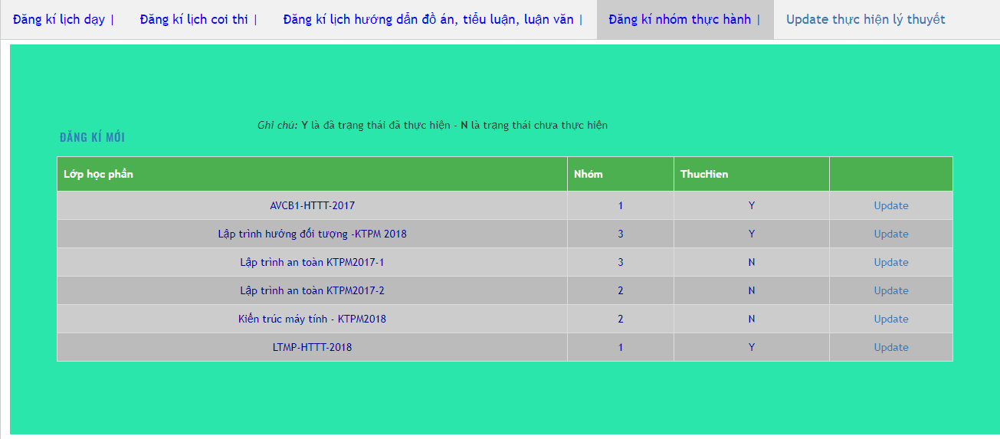 Đăng kí lịch dạy | Đăng kí lịch coi thi | Đăng kí lịch hướng dẩn đồ án, tiểu luận, luận văn | Đăng kí nhóm thực hành | Update thực hiện lý thuyết
Ghi chú: Y là đã trạng thái đã thực hiện - N là trạng thái chưa thực hiện
ĐĂNG KÍ MỚI
Lớp học phần Nhóm ThucHien
AVCB1-HTTT-2017 1 Y Update
Lập trình hướng đối tượng -KTPM 2018 3 Y Update
Lập trình an toàn KTPM2017-1 3 N Update
Lập trình an toàn KTPM2017-2 2 N Update
Kiến trúc máy tính - KTPM2018 2 N Update
LTMP-HTTT-2018 1 Y Update